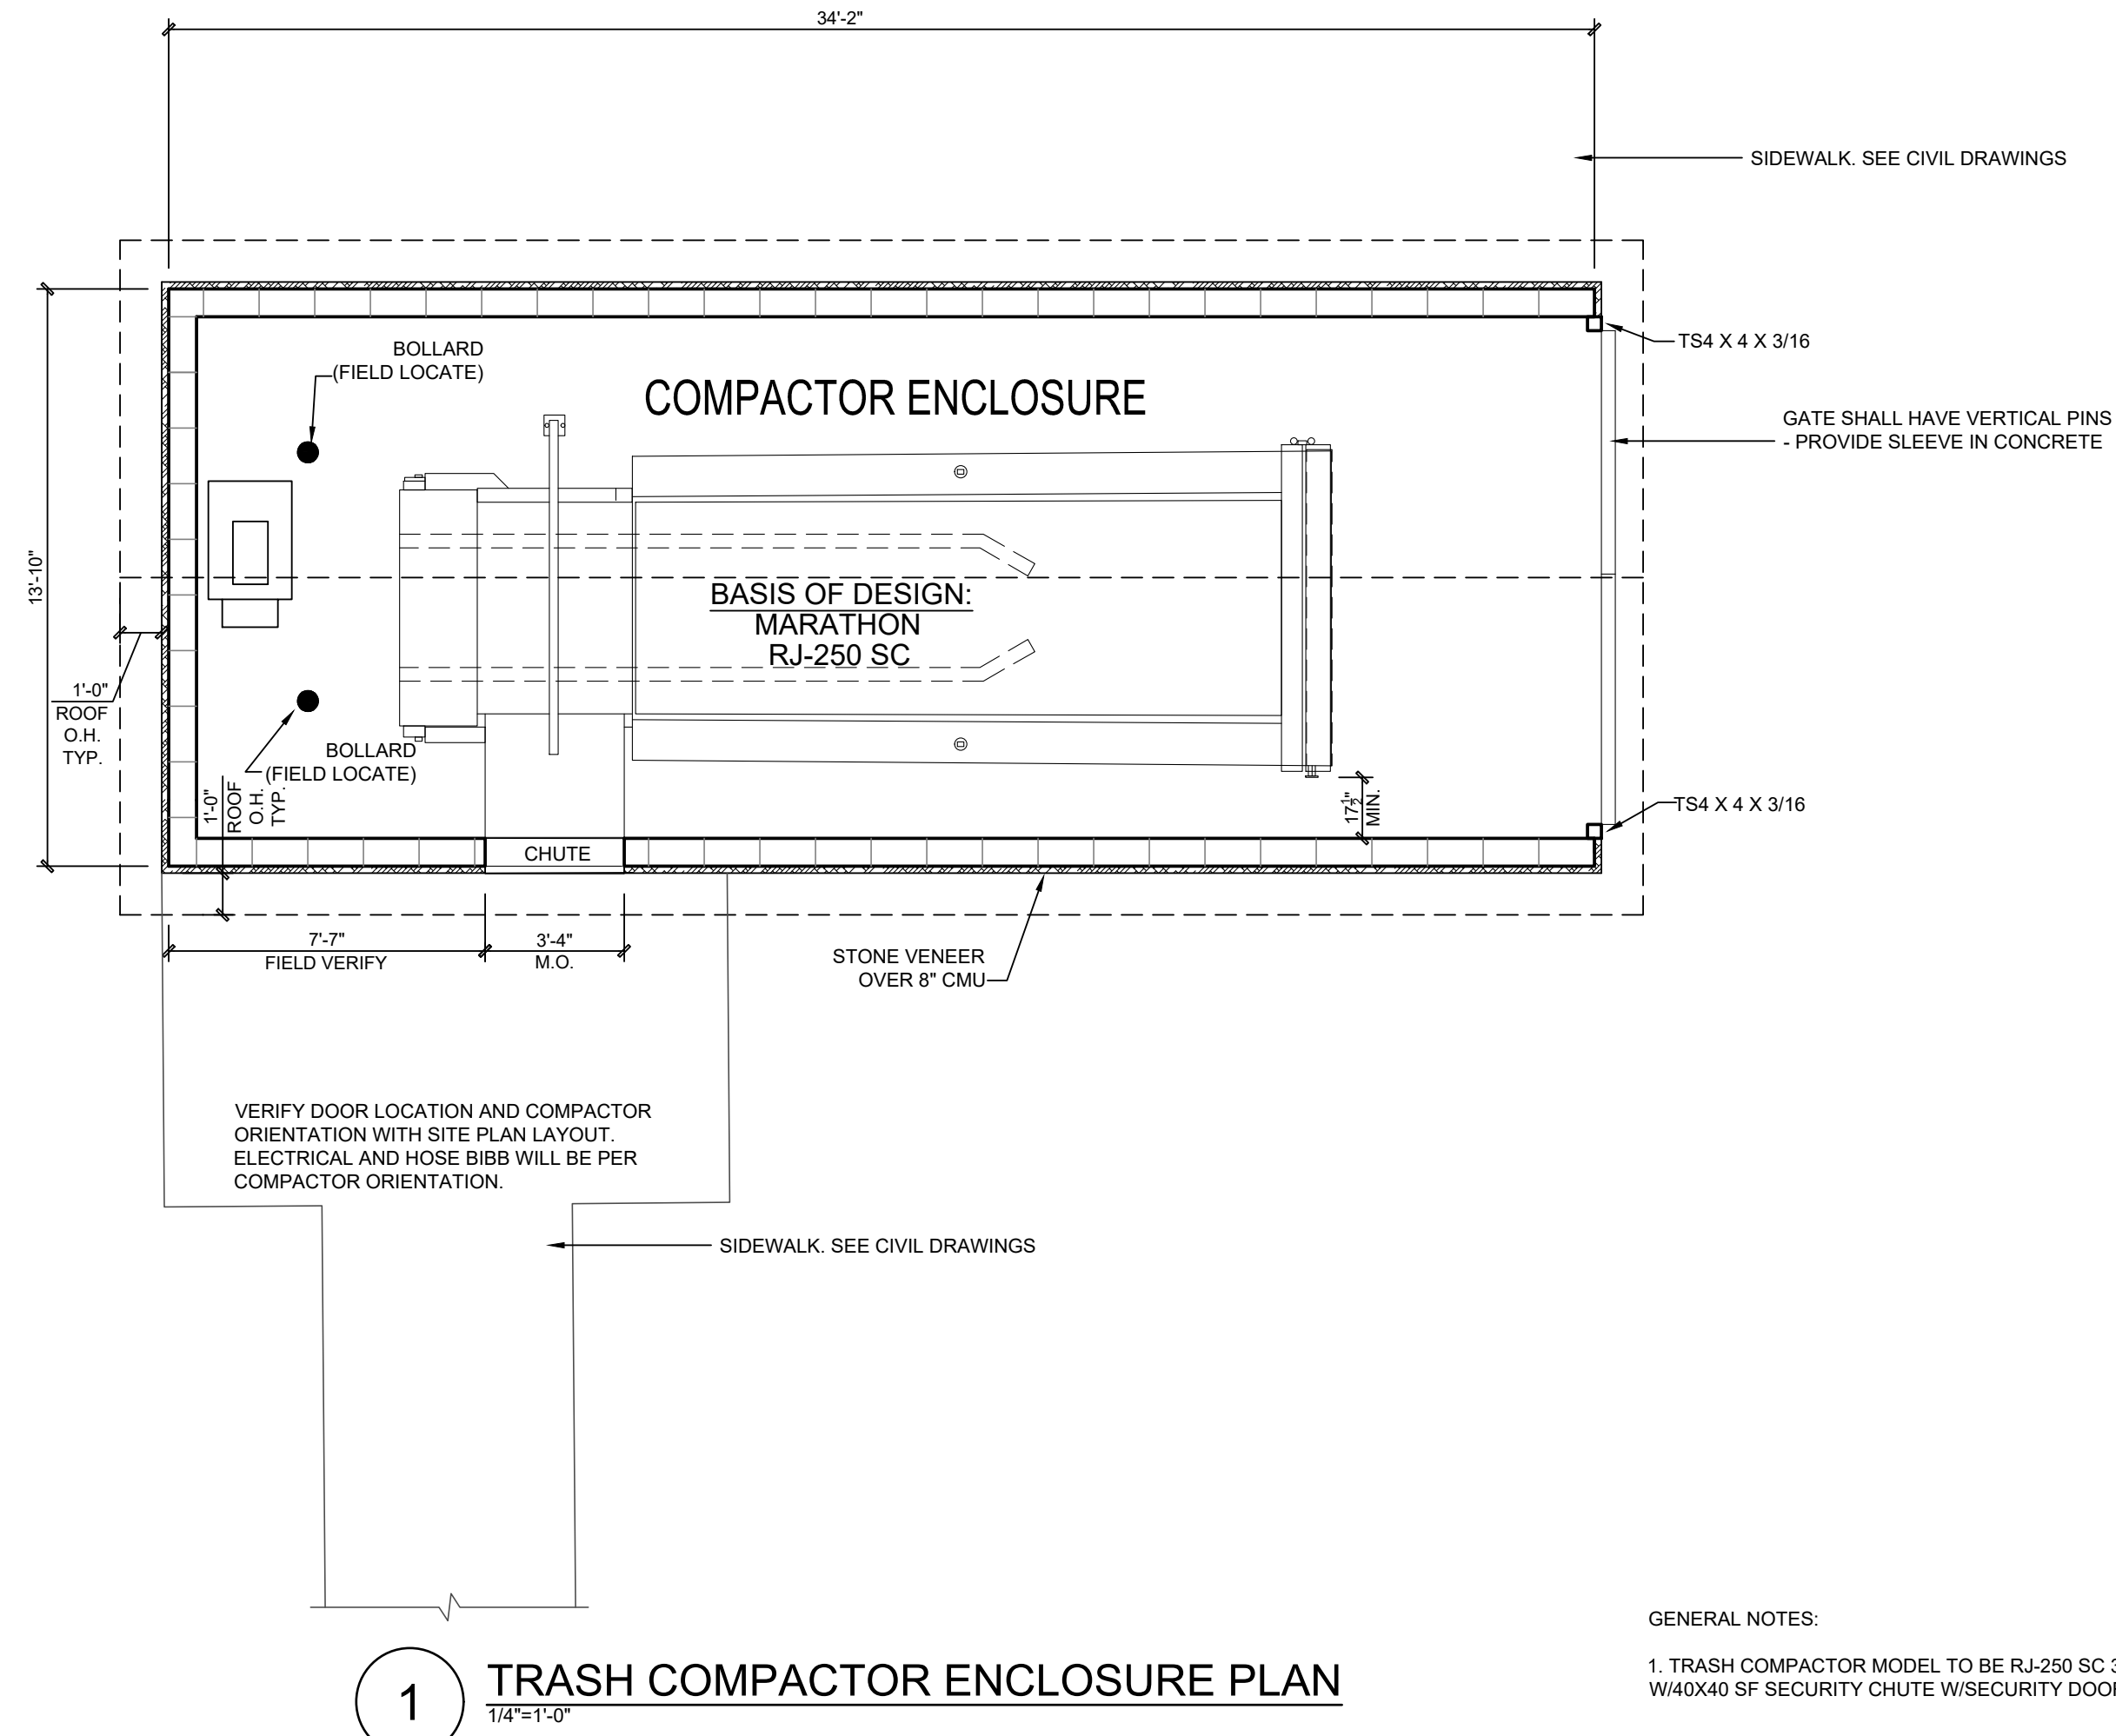 34'-2"
SIDEWALK. SEE CIVIL DRAWINGS
TS4 X 4 X 3/16
BOLLARD
(FIELD LOCATE)
COMPACTOR ENCLOSURE
GATE SHALL HAVE VERTICAL PINS
- PROVIDE SLEEVE IN CONCRETE
13'-10"
BASIS OF DESIGN:
MARATHON
RJ-250 SC
1'-0"
ROOF
O.H.
TYP.
BOLLARD
(FIELD LOCATE)
1'-0"
ROOF
O.H.
TYP.
17½"
MIN.
TS4 X 4 X 3/16
CHUTE
7'-7"
FIELD VERIFY
3'-4"
M.O.
STONE VENEER
OVER 8" CMU
VERIFY DOOR LOCATION AND COMPACTOR
ORIENTATION WITH SITE PLAN LAYOUT.
ELECTRICAL AND HOSE BIBB WILL BE PER
COMPACTOR ORIENTATION.
SIDEWALK. SEE CIVIL DRAWINGS
GENERAL NOTES:
1. TRASH COMPACTOR MODEL TO BE RJ-250 SC
W/40X40 SF SECURITY CHUTE W/SECURITY
1
TRASH COMPACTOR ENCLOSURE PLAN
1/4"=1'-0"